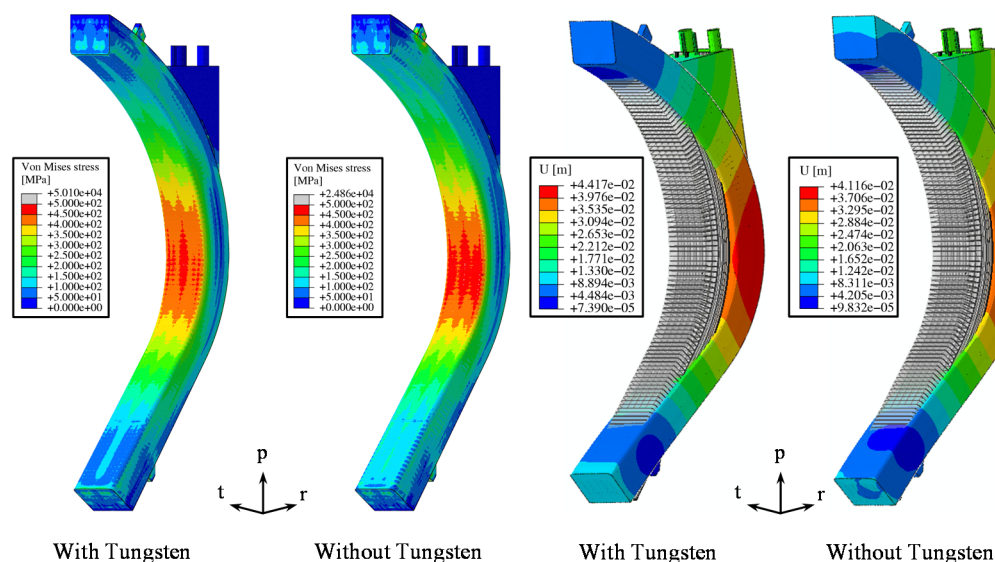 Von Mises stress
[MPa]
+5.010e+04
+5.000e+02
+4.500e+02
+4.000e+02
+3.500e+02
+3.000e+02
+2.500e+02
+2.000e+02
+1.500e+02
+1.000e+02
+5.000e+01
+0.000e+00
Von Mises stress
[MPa]
+2.486e+04
+5.000e+02
+4.500e+02
+4.000e+02
+3.500e+02
+3.000e+02
+2.500e+02
+2.000e+02
+1.500e+02
+1.000e+02
+5.000e+01
+0.000e+00
U [m]
+4.417e-02
+3.976e-02
+3.535e-02
+3.094e-02
+2.653e-02
+2.212e-02
+1.771e-02
+1.330e-02
+8.894e-03
+4.484e-03
+7.390e-05
U [m]
+4.116e-02
+3.706e-02
+3.295e-02
+2.884e-02
+2.474e-02
+2.063e-02
+1.652e-02
+1.242e-02
+8.311e-03
+4.205e-03
+9.832e-05
p
t
r
p
t
r
With Tungsten
Without Tungsten
With Tungsten
Without Tungsten